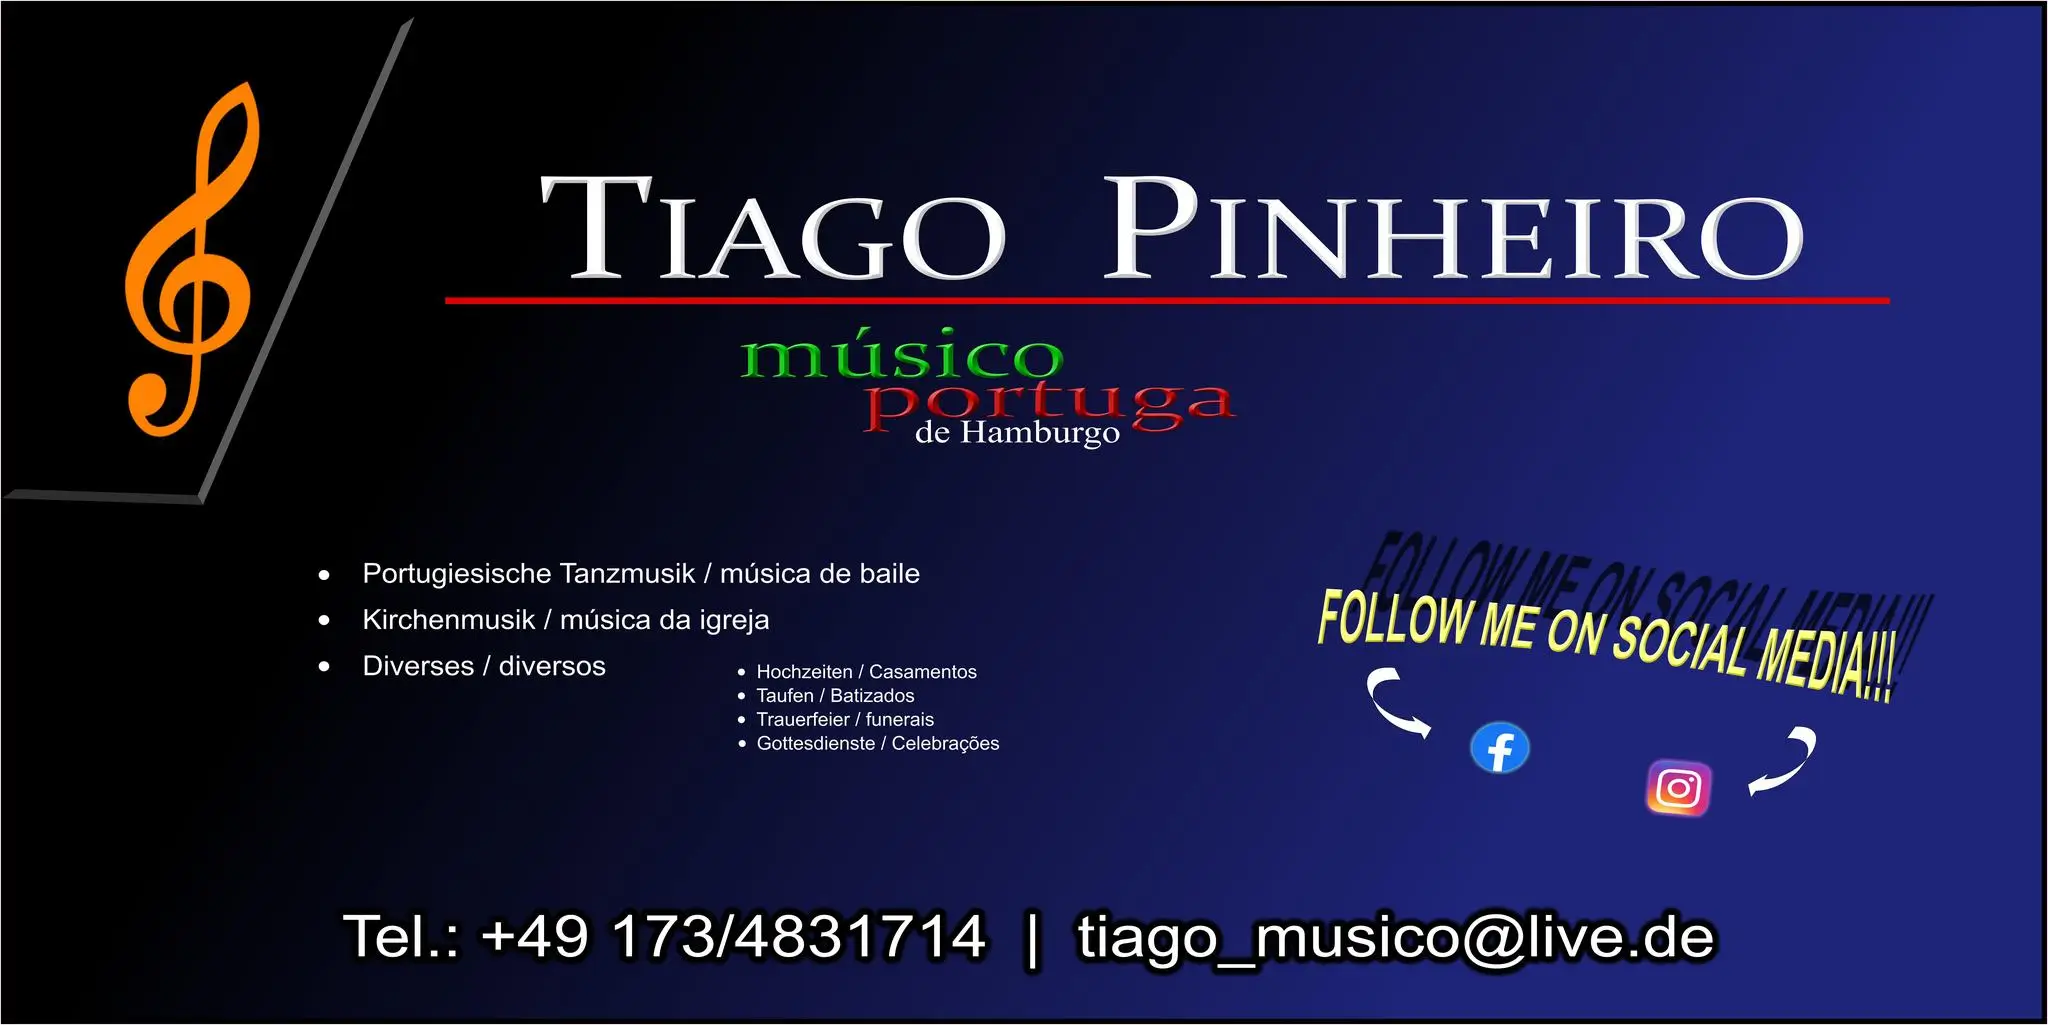 TIAGO PINHEIRO
músico
portuga
de Hamburgo
• Portugiesische Tanzmusik / música de baile
• Kirchenmusik / música da igreja
• Diverses / diversos
• Hochzeiten / Casamentos
• Taufen / Batizados
• Trauerfeier / funerais
• Gottesdienste / Celebrações
FOLLOW ME ON SOCIAL MEDIA!!!
Tel.: +49 173/4831714 | tiago_musico@live.de